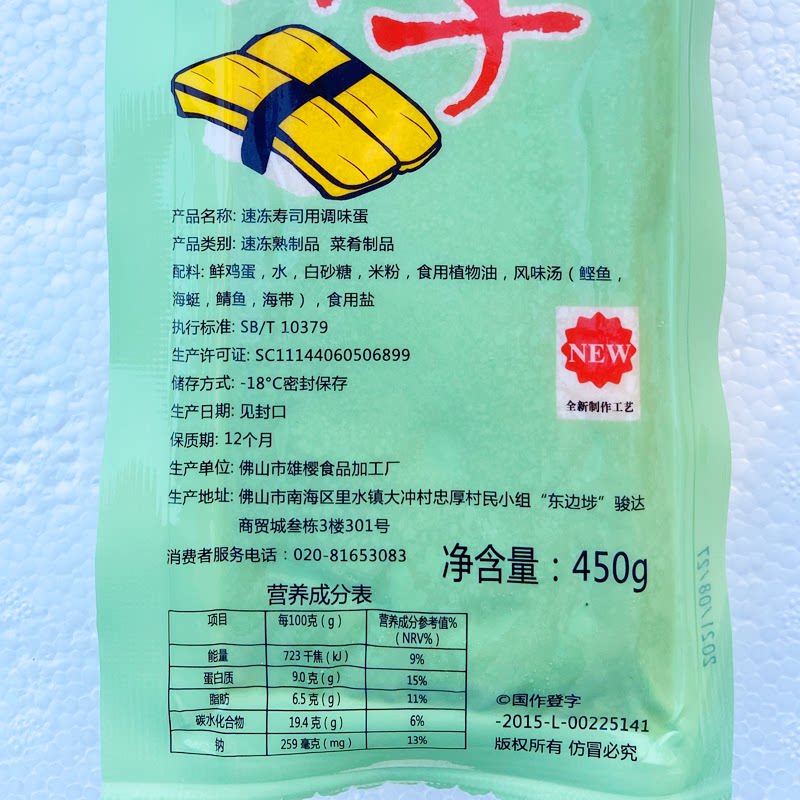 子
产品名称: 速冻寿司用调味蛋
产品类别: 速冻熟制品 菜肴制品
配料: 鲜鸡蛋，水，白砂糖，米粉，食用植物油，风味汤（鲣鱼，
海蜓，鲭鱼，海带），食用盐
执行标准: SB/T 10379
生产许可证: SC11144060506899
储存方式: -18°C密封保存
生产日期: 见封口
保质期: 12个月
生产单位: 佛山市雄樱食品加工厂
生产地址: 佛山市南海区里水镇大冲村忠厚村民小组“东边埗”骏达
商贸城叁栋3楼301号
消费者服务电话：020-81653083
净含量：450g
NEW
全新制作工艺
营养成分表
项目 每100克（g） 营养成分参考值%（NRV%）
能量 723 千焦（kJ） 9%
蛋白质 9.0 克（g） 15%
脂肪 6.5 克（g） 11%
碳水化合物 19.4 克（g） 6%
钠 259 毫克（mg） 13%
©国作登字
-2015-L-00225141
版权所有 仿冒必究
2021/08/17